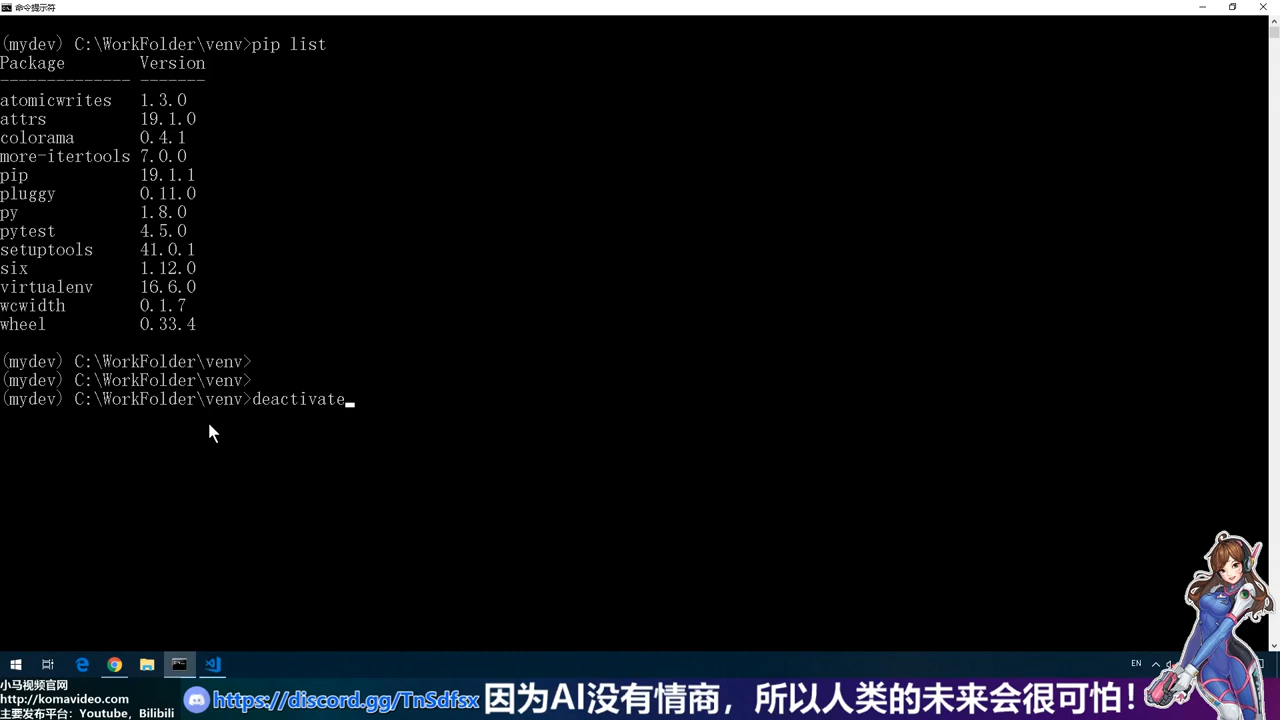 命令提示符
(mydev) C:\WorkFolder\venv>pip list
Package Version
-------------- -------
atomicwrites 1.3.0
attrs 19.1.0
colorama 0.4.1
more-itertools 7.0.0
pip 19.1.1
pluggy 0.11.0
py 1.8.0
pytest 4.5.0
setuptools 41.0.1
six 1.12.0
virtualenv 16.6.0
wcwidth 0.1.7
wheel 0.33.4
(mydev) C:\WorkFolder\venv>
(mydev) C:\WorkFolder\venv>
(mydev) C:\WorkFolder\venv>deactivate
EN
小马视频官网
http://komavideo.com
主要发布平台: Youtube, Bilibili
https://discord.gg/TnSdfsx 因为AI没有情商，所以人类的未来会很可怕！